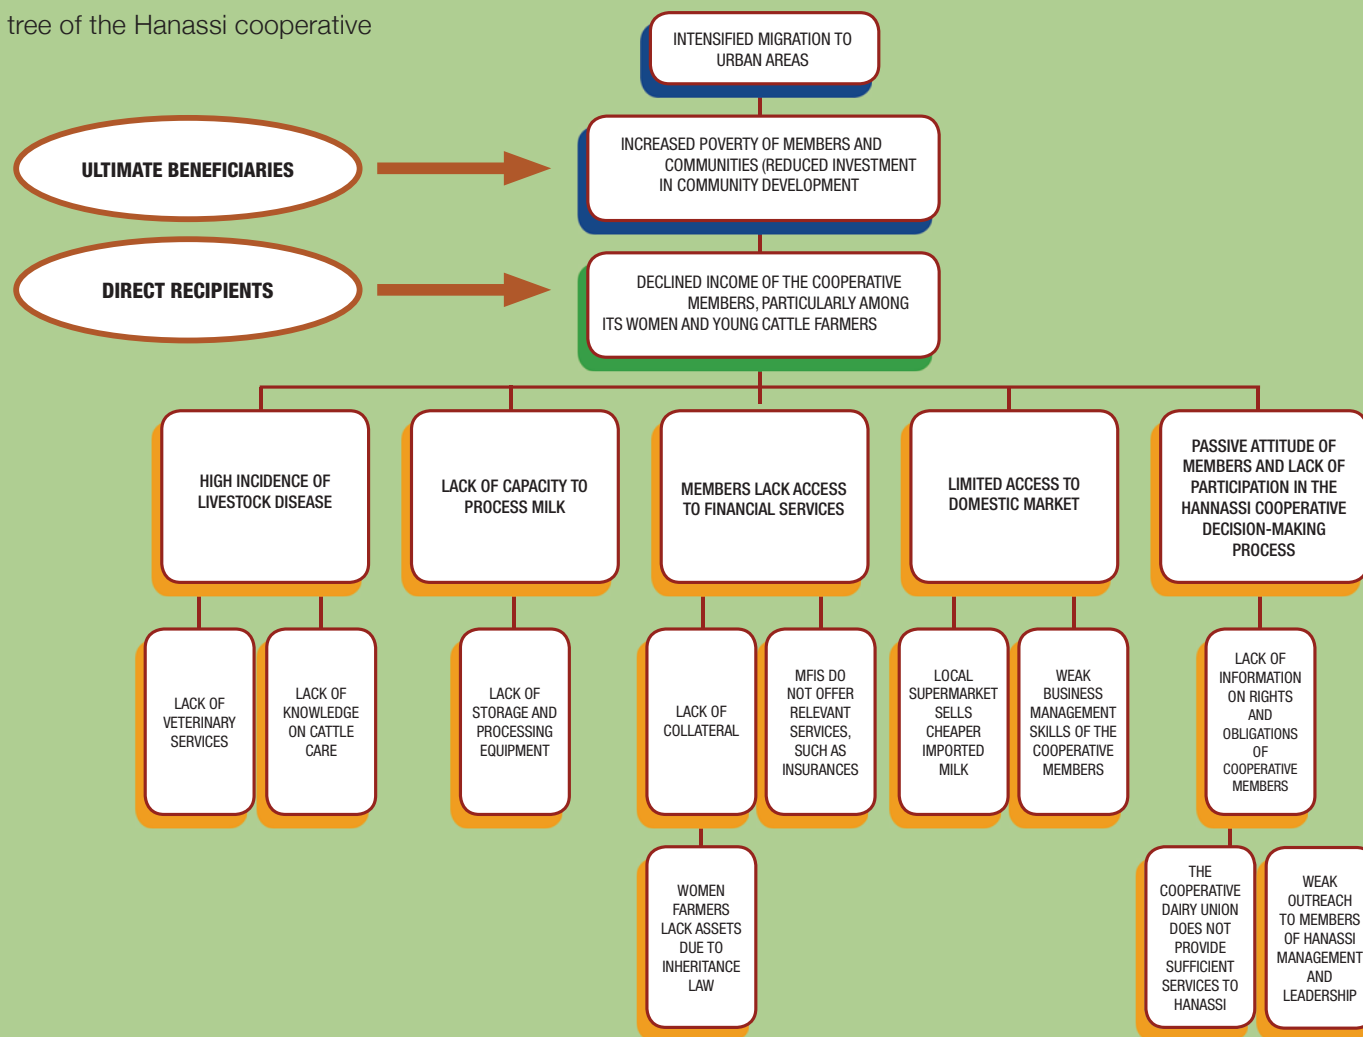 tree of the Hanassi cooperative
INTENSIFIED MIGRATION TO
URBAN AREAS
ULTIMATE BENEFICIARIES
INCREASED POVERTY OF MEMBERS AND
COMMUNITIES (REDUCED INVESTMENT
IN COMMUNITY DEVELOPMENT
DIRECT RECIPIENTS
DECLINED INCOME OF THE COOPERATIVE
MEMBERS, PARTICULARLY AMONG
ITS WOMEN AND YOUNG CATTLE FARMERS
HIGH INCIDENCE OF
LIVESTOCK DISEASE
LACK OF CAPACITY TO
PROCESS MILK
MEMBERS LACK ACCESS
TO FINANCIAL SERVICES
LIMITED ACCESS TO
DOMESTIC MARKET
PASSIVE ATTITUDE OF
MEMBERS AND LACK OF
PARTICIPATION IN THE
HANNASSI COOPERATIVE
DECISION-MAKING
PROCESS
LACK OF
VETERINARY
SERVICES
LACK OF
KNOWLEDGE
ON CATTLE
CARE
LACK OF
STORAGE AND
PROCESSING
EQUIPMENT
LACK OF
COLLATERAL
MFIS DO
NOT OFFER
RELEVANT
SERVICES,
SUCH AS
INSURANCES
LOCAL
SUPERMARKET
SELLS
CHEAPER
IMPORTED
MILK
WEAK
BUSINESS
MANAGEMENT
SKILLS OF THE
COOPERATIVE
MEMBERS
LACK OF
INFORMATION
ON RIGHTS
AND
OBLIGATIONS
OF
COOPERATIVE
MEMBERS
WOMEN
FARMERS
LACK ASSETS
DUE TO
INHERITANCE
LAW
THE
COOPERATIVE
DAIRY UNION
DOES NOT
PROVIDE
SUFFICIENT
SERVICES TO
HANASSI
WEAK
OUTREACH
TO MEMBERS
OF HANASSI
MANAGEMENT
AND
LEADERSHIP